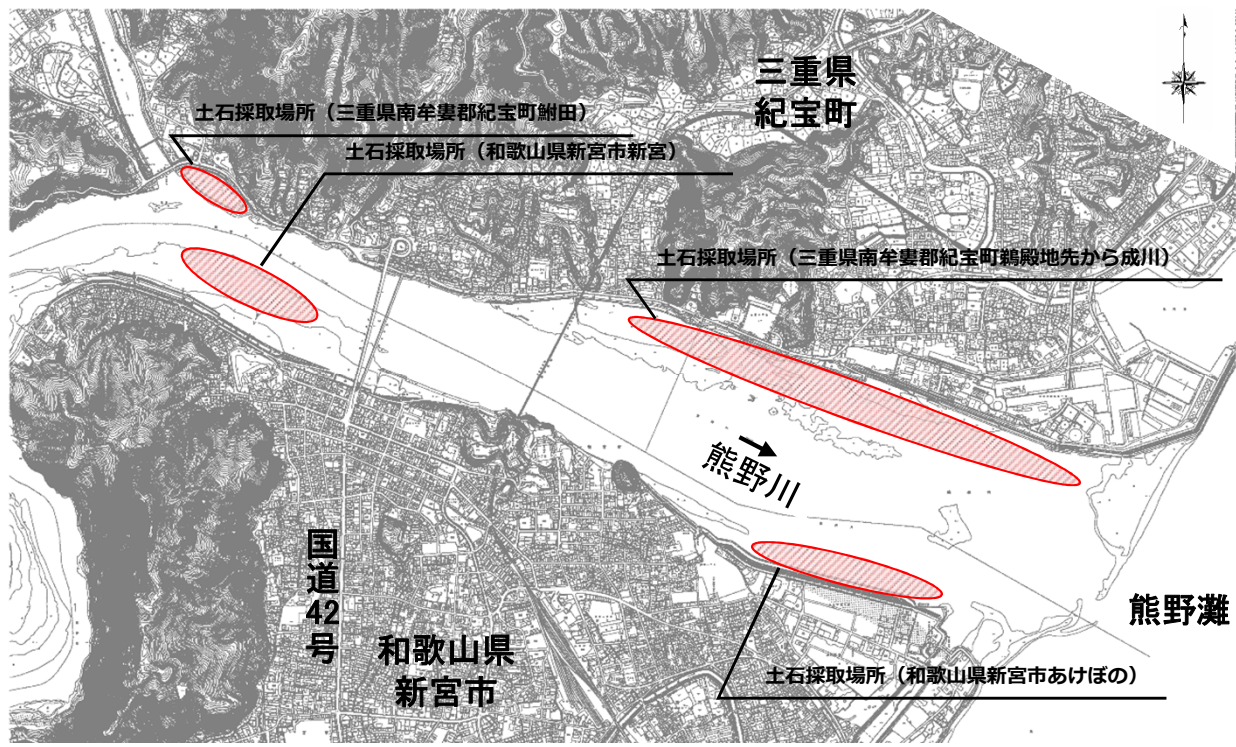 三重県
紀宝町
土石採取場所（三重県南牟婁郡紀宝町鮒田）
土石採取場所（和歌山県新宮市新宮）
土石採取場所（三重県南牟婁郡紀宝町鵜殿地先から成川）
熊野川
国道42号
熊野灘
和歌山県
新宮市
土石採取場所（和歌山県新宮市あけぼの）